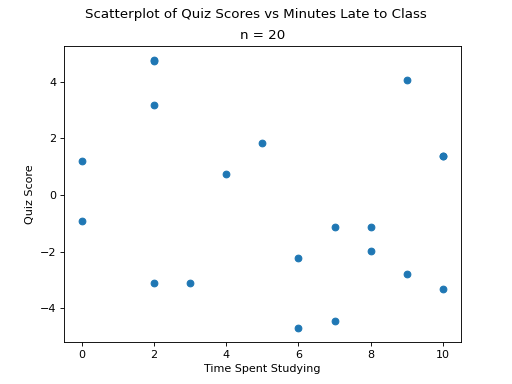 Scatterplot of Quiz Scores vs Minutes Late to Class
n = 20
4
2
0
−2
−4
Quiz Score
0 2 4 6 8 10
Time Spent Studying